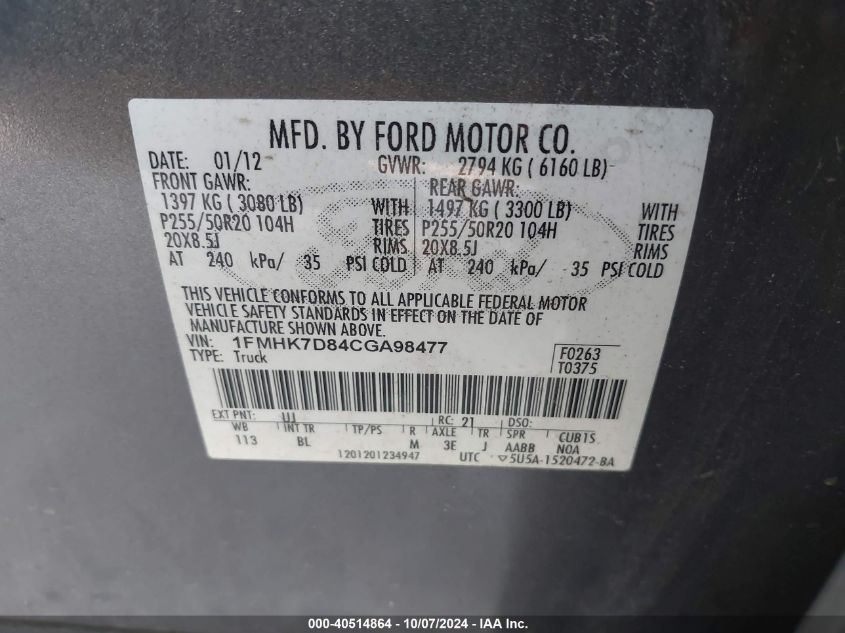 MFD. BY FORD MOTOR CO.
DATE: 01/12 GVWR: 2794 KG ( 6160 LB)
FRONT GAWR: REAR GAWR:
1397 KG ( 3080 LB) WITH 1497 KG ( 3300 LB) WITH
P255/50R20 104H TIRES P255/50R20 104H TIRES
20X8.5J RIMS 20X8.5J RIMS
AT 240 kPa/ 35 PSI COLD AT 240 kPa/ 35 PSI COLD
THIS VEHICLE CONFORMS TO ALL APPLICABLE FEDERAL MOTOR
VEHICLE SAFETY STANDARDS IN EFFECT ON THE DATE OF
MANUFACTURE SHOWN ABOVE.
VIN: 1FMHK7D84CGA98477 F0263
TYPE: Truck T0375
EXT PNT: UJ RC: 21 DSO:
WB INT TR TP/PS R AXLE TR SPR CUB1S
113 BL M 3E J AABB NOA
1201201234947 UTC ▽5U5A-1520472-BA
000-40514864 - 10/07/2024 - IAA Inc.